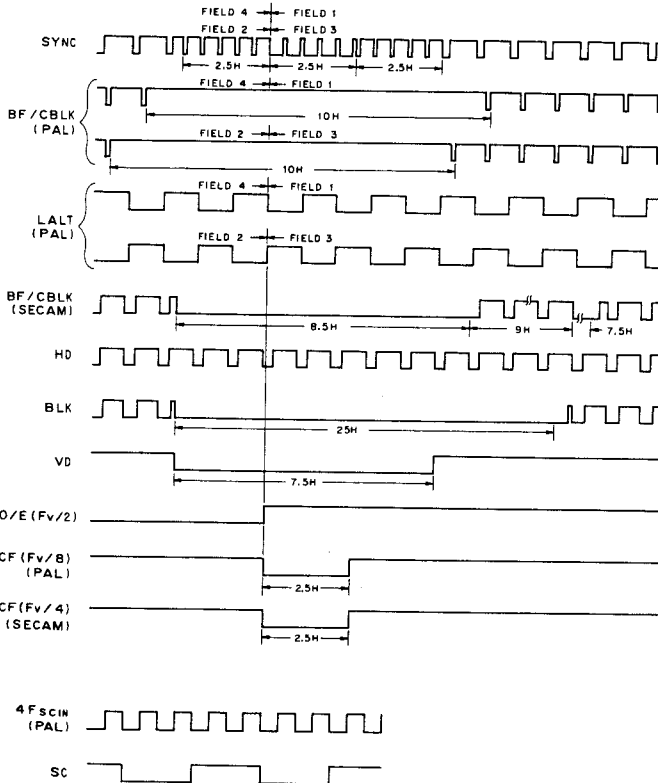 FIELD 4 FIELD 1
FIELD 2 FIELD 3
SYNC
2.5H 2.5H 2.5H
FIELD 4 FIELD 1
BF/CBLK
(PAL)
10H
FIELD 2 FIELD 3
10H
FIELD 4 FIELD 1
LALT
(PAL)
FIELD 2 FIELD 3
BF/CBLK
(SECAM)
8.5H 9H 7.5H
HD
BLK
25H
VD
7.5H
O/E (FV/2)
CF (FV/8)
(PAL)
2.5H
CF(FV/4)
(SECAM)
2.5H
4FSCIN
(PAL)
SC